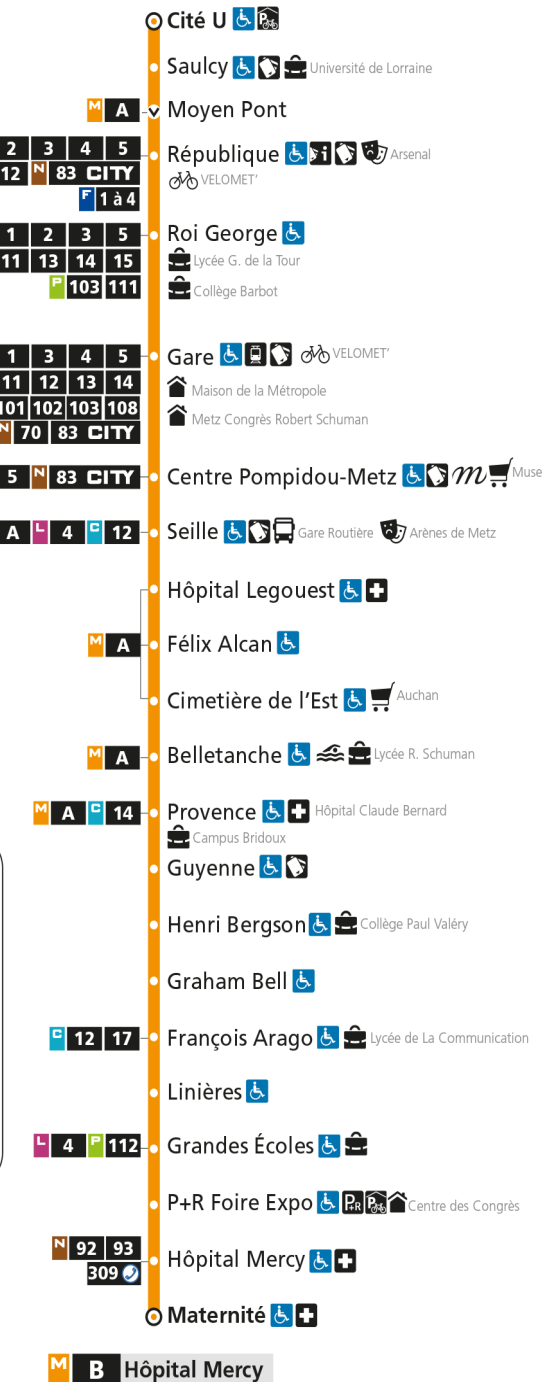 Cité U P
Saulcy Université de Lorraine
M A Moyen Pont
2 3 4 5 République i Arsenal
12 N 83 CITY VELOMET'
F 1 à 4
1 2 3 5 Roi George
11 13 14 15 Lycée G. de la Tour
P 103 111 Collège Barbot
1 3 4 5 Gare VELOMET'
11 12 13 14 Maison de la Métropole
101 102 103 108 Metz Congrès Robert Schuman
N 70 83 CITY
5 N 83 CITY Centre Pompidou-Metz m Muse
A L 4 C 12 Seille Gare Routière Arènes de Metz
Hôpital Legouest
M A Félix Alcan
Cimetière de l'Est Auchan
M A Belletanche Lycée R. Schuman
M A C 14 Provence Hôpital Claude Bernard
Campus Bridoux
Guyenne
Henri Bergson Collège Paul Valéry
Graham Bell
C 12 17 François Arago Lycée de La Communication
Linières
L 4 P 112 Grandes Écoles
P+R Foire Expo P+R P Centre des Congrès
N 92 93 Hôpital Mercy
309
Maternité
M B Hôpital Mercy